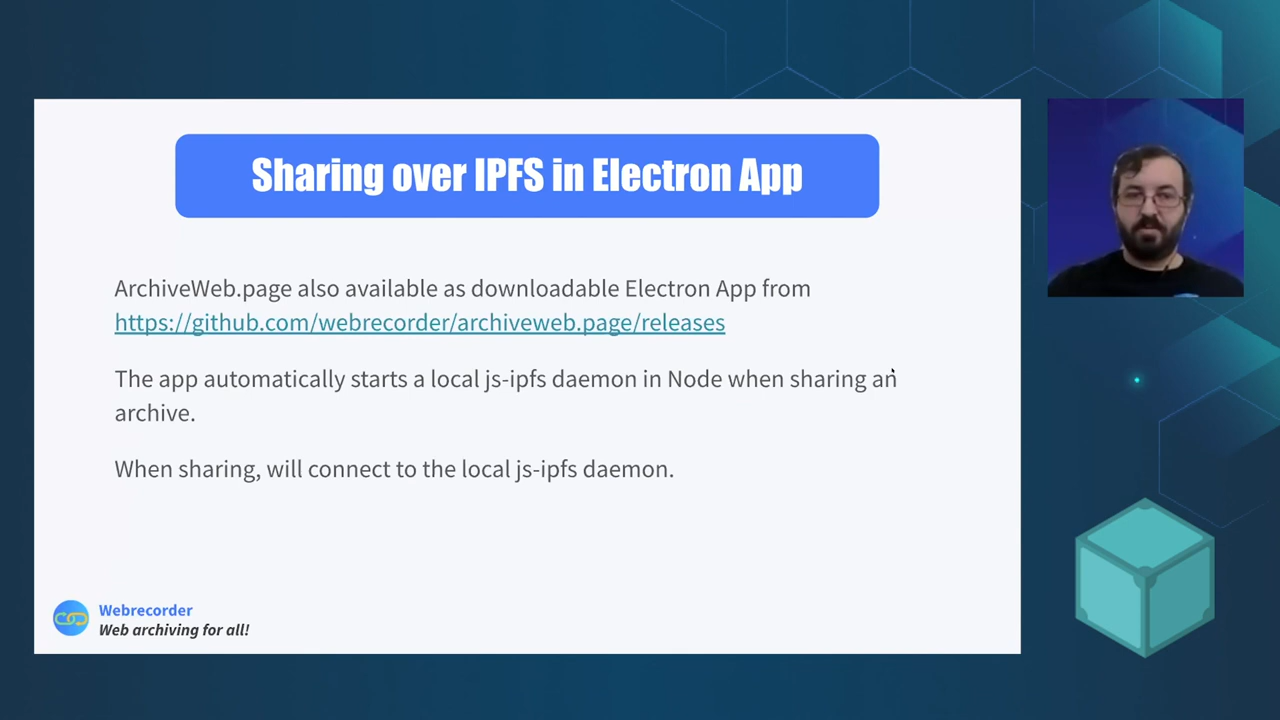 Sharing over IPFS in Electron App
ArchiveWeb.page also available as downloadable Electron App from
https://github.com/webrecorder/archiveweb.page/releases
The app automatically starts a local js-ipfs daemon in Node when sharing an
archive.
When sharing, will connect to the local js-ipfs daemon.
Webrecorder
Web archiving for all!